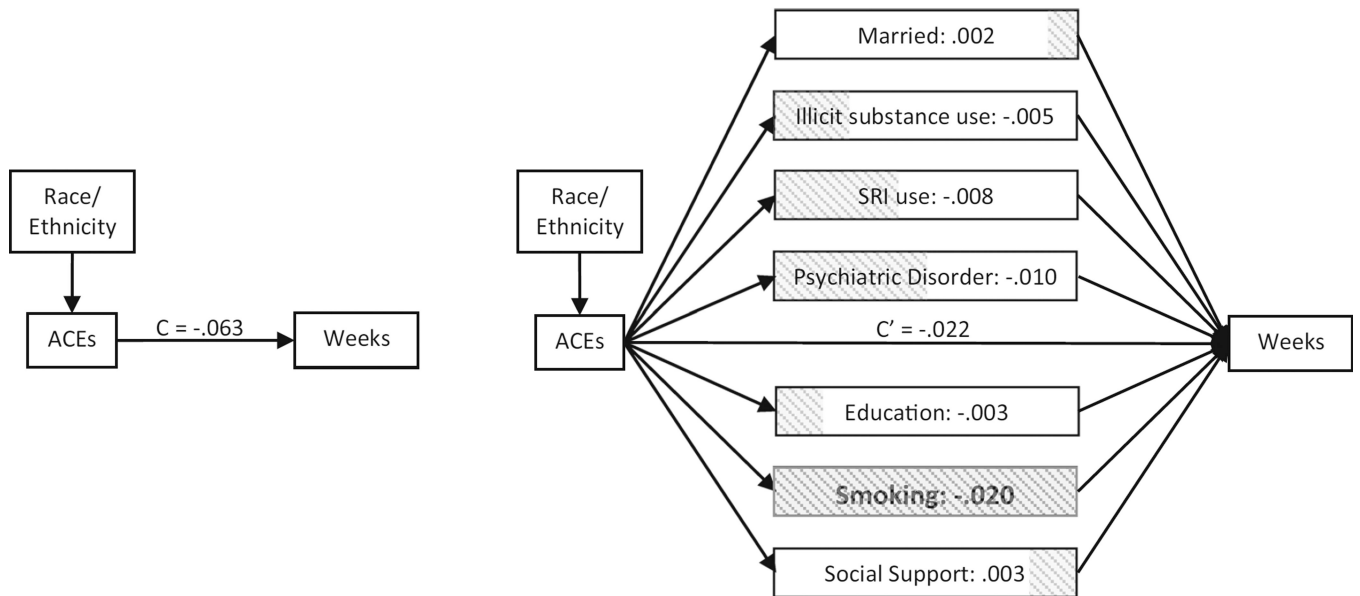 Race/
Ethnicity
ACEs
C = -.063
Weeks
Race/
Ethnicity
ACEs
Married: .002
Illicit substance use: -.005
SRI use: -.008
Psychiatric Disorder: -.010
C’ = -.022
Education: -.003
Smoking: -.020
Social Support: .003
Weeks